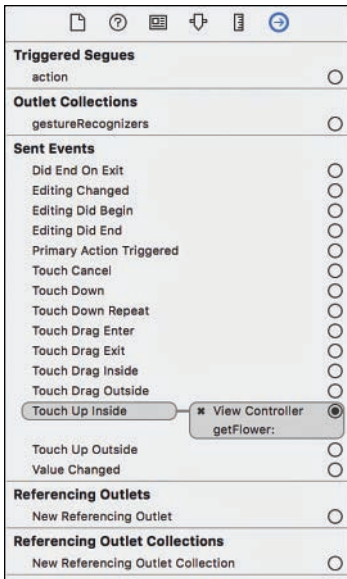 Triggered Segues
action
Outlet Collections
gestureRecognizers
Sent Events
Did End On Exit
Editing Changed
Editing Did Begin
Editing Did End
Primary Action Triggered
Touch Cancel
Touch Down
Touch Down Repeat
Touch Drag Enter
Touch Drag Exit
Touch Drag Inside
Touch Drag Outside
Touch Up Inside
View Controller
getFlower:
Touch Up Outside
Value Changed
Referencing Outlets
New Referencing Outlet
Referencing Outlet Collections
New Referencing Outlet Collection